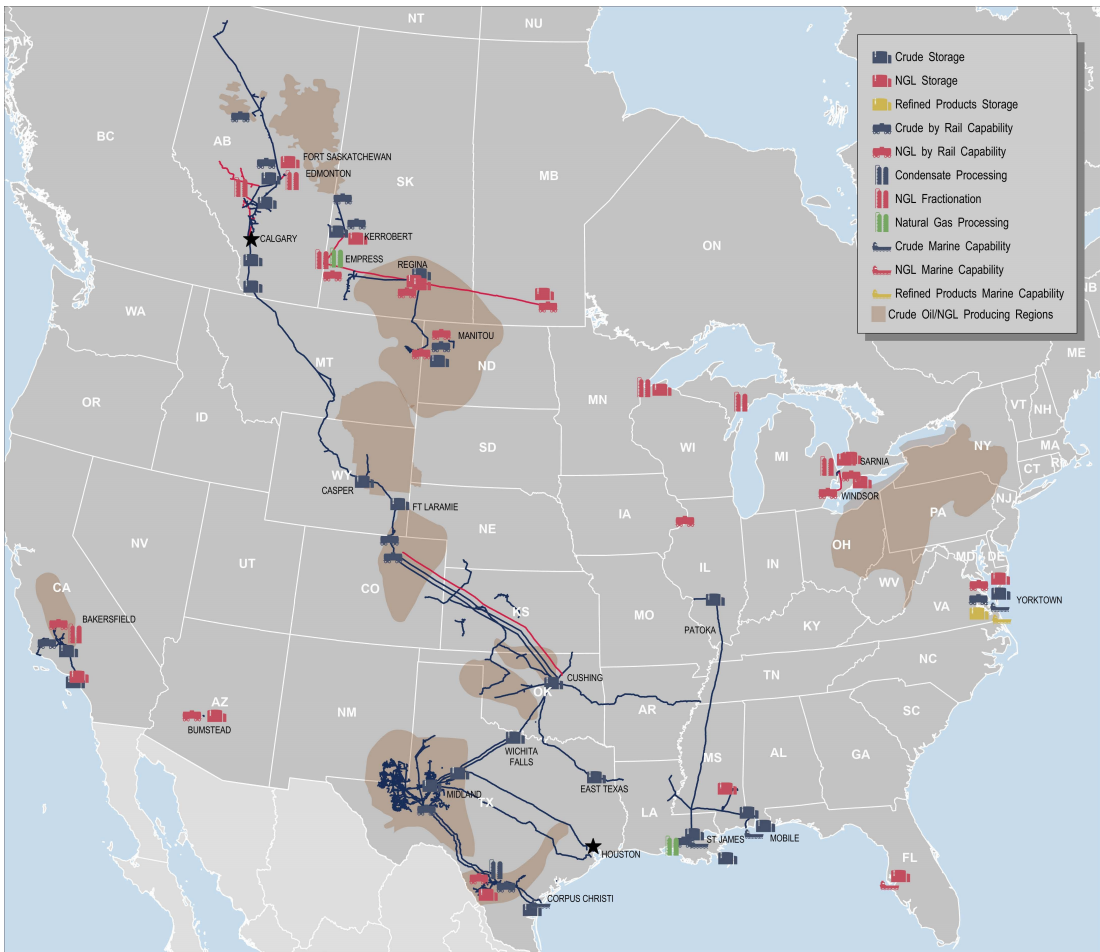 NT
NU
AK
BC
AB
SK
MB
ON
NB
ME
Crude Storage
NGL Storage
Refined Products Storage
Crude by Rail Capability
NGL by Rail Capability
Condensate Processing
NGL Fractionation
Natural Gas Processing
Crude Marine Capability
NGL Marine Capability
Refined Products Marine Capability
Crude Oil/NGL Producing Regions
FORT SASKATCHEWAN
EDMONTON
CALGARY
KERROBERT
EMPRESS
REGINA
MANITOU
WA
MT
ND
MN
OR
ID
SD
WI
MI
NY
VT
NH
MA
CT
RI
WY
CASPER
FT LARAMIE
SARNIA
WINDSOR
NE
IA
PA
NJ
NV
UT
CO
IL
IN
OH
MD
DE
WV
VA
YORKTOWN
CA
BAKERSFIELD
KS
MO
PATOKA
KY
NC
TN
CUSHING
OK
AR
SC
AZ
BUMSTEAD
NM
WICHITA
FALLS
MS
AL
GA
MIDLAND
TX
EAST TEXAS
LA
ST JAMES
MOBILE
HOUSTON
FL
CORPUS CHRISTI